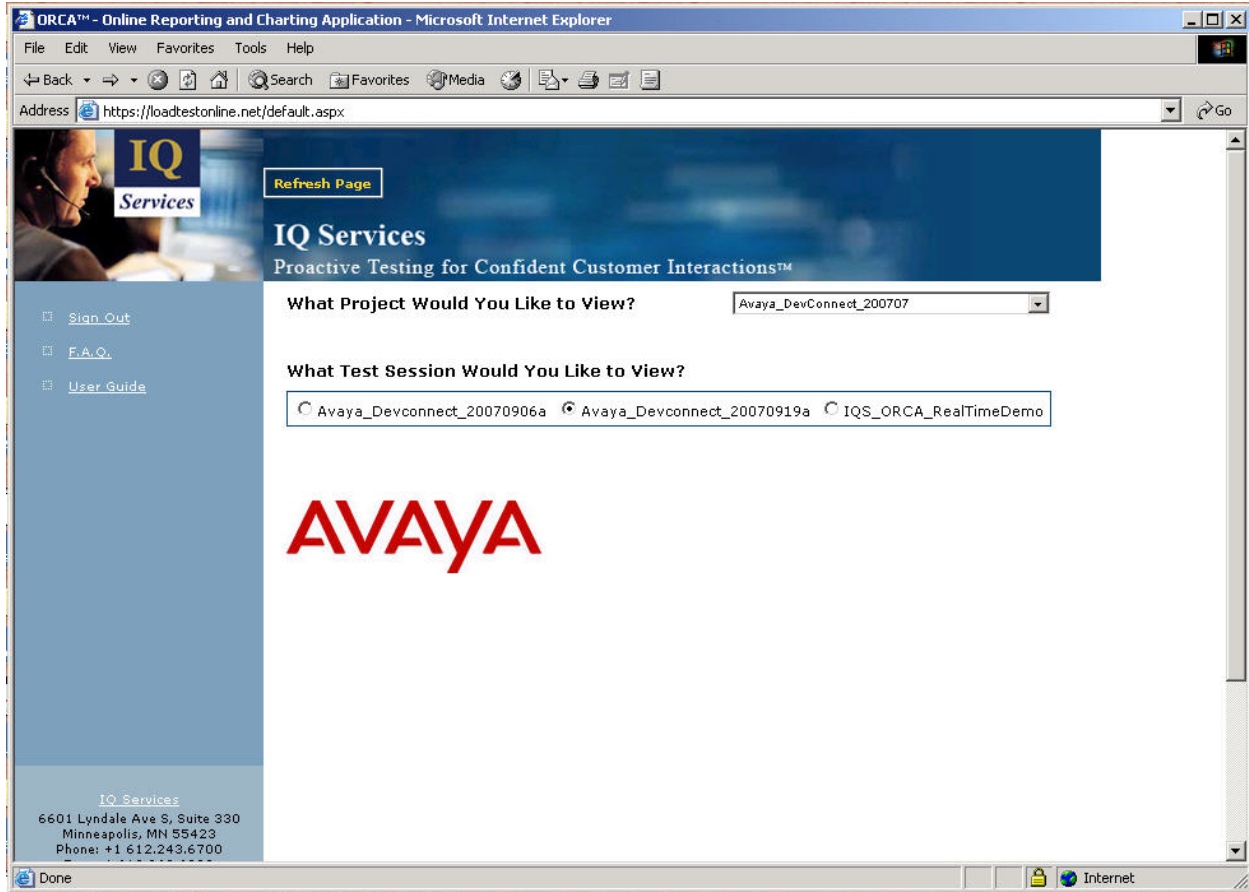 ORCA™ - Online Reporting and Charting Application - Microsoft Internet Explorer
File Edit View Favorites Tools Help
Back Search Favorites Media
Address https://loadtestonline.net/default.aspx Go
IQ
Services
Refresh Page
IQ Services
Proactive Testing for Confident Customer Interactions™
Sign Out
F.A.Q.
User Guide
What Project Would You Like to View? Avaya_DevConnect_200707
What Test Session Would You Like to View?
Avaya_Devconnect_20070906a Avaya_Devconnect_20070919a IQS_ORCA_RealTimeDemo
AVAYA
IQ Services
6601 Lyndale Ave S, Suite 330
Minneapolis, MN 55423
Phone: +1 612.243.6700
Done Internet